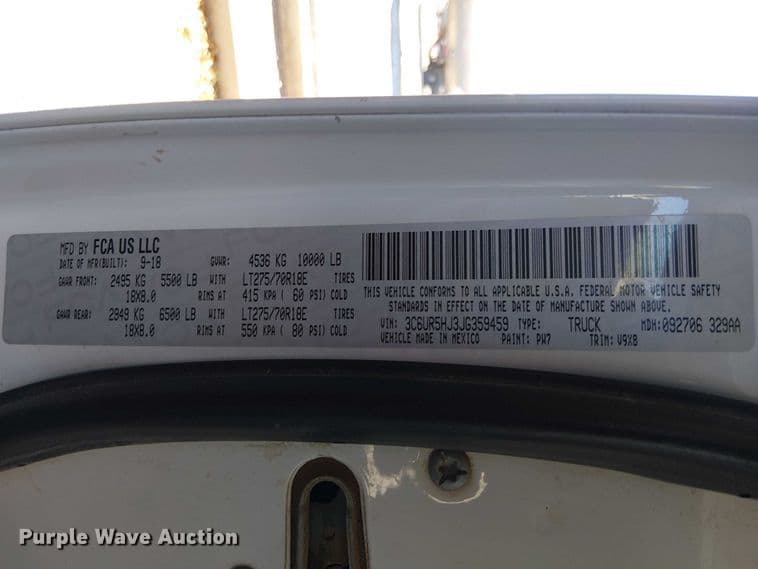 MFD BY FCA US LLC
DATE OF MFR(BUILT): 9-18 GVWR: 4536 KG 10000 LB
GAWR FRONT: 2495 KG 5500 LB WITH LT275/70R18E TIRES
18X8.0 RIMS AT 415 KPA ( 60 PSI) COLD
GAWR REAR: 2949 KG 6500 LB WITH LT275/70R18E TIRES
18X8.0 RIMS AT 550 KPA ( 80 PSI) COLD
THIS VEHICLE CONFORMS TO ALL APPLICABLE U.S.A. FEDERAL MOTOR VEHICLE SAFETY
STANDARDS IN EFFECT ON THE DATE OF MANUFACTURE SHOWN ABOVE.
VIN: 3C6UR5HJ3JG359459 TYPE: TRUCK MDH: 092706 329AA
VEHICLE MADE IN MEXICO PAINT: PW7 TRIM: V9X8
Purple Wave Auction